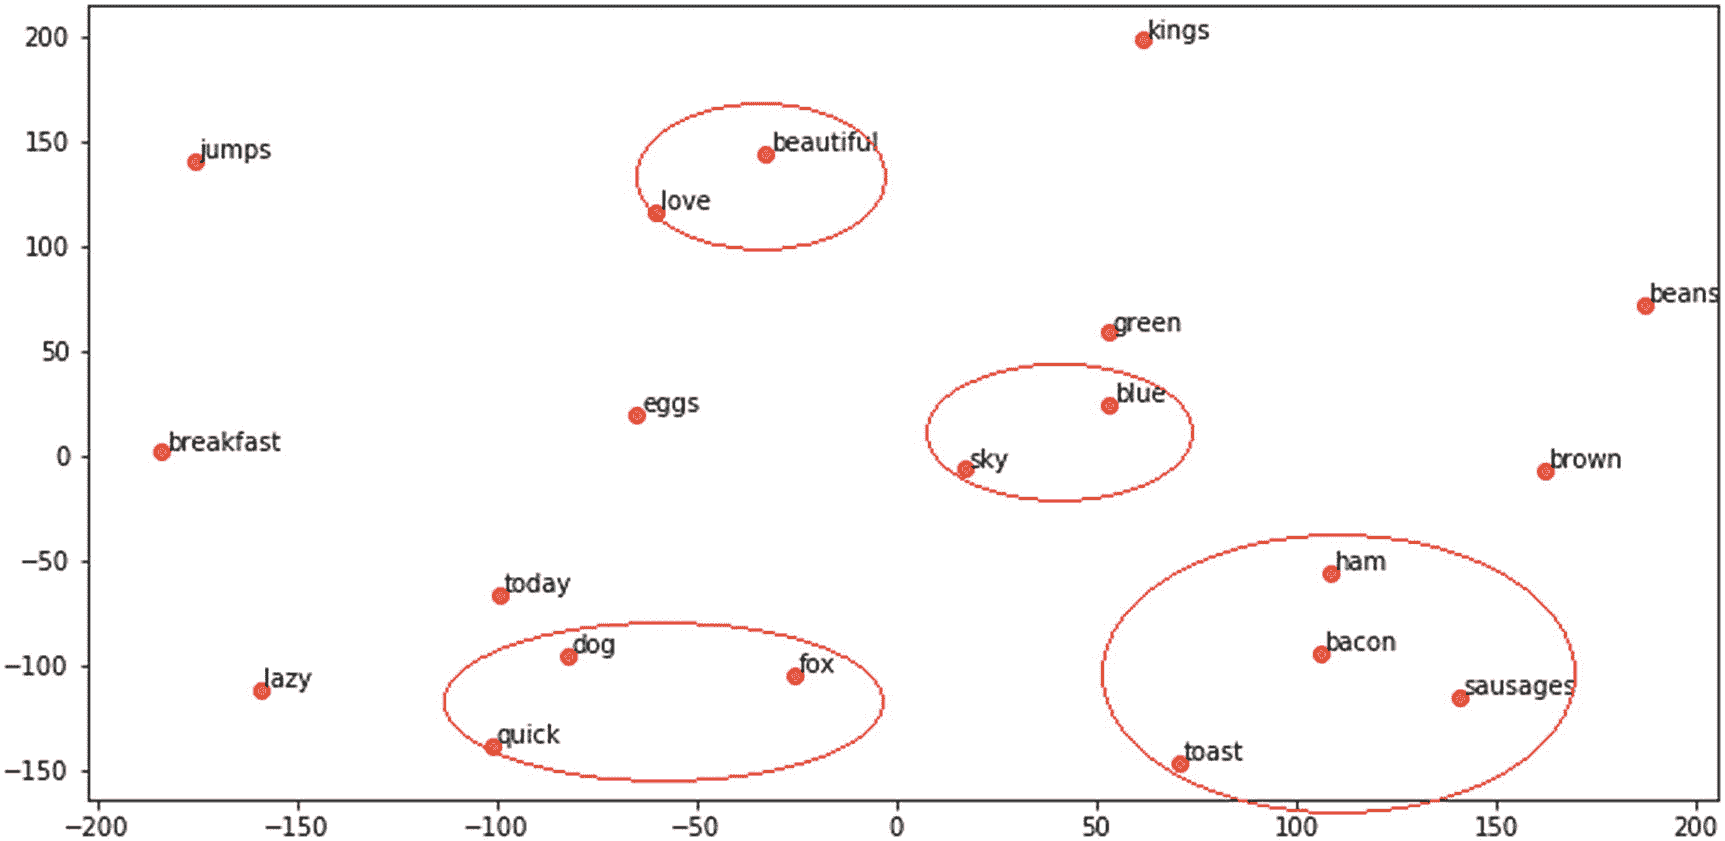 kings
200
beautiful
150
jumps
love
100
beans
green
50
blue
eggs
breakfast
sky
brown
0
ham
−50
today
bacon
dog
fox
−100
lazy
sausages
quick
toast
−150
−200
−150
−100
−50
0
50
100
150
200